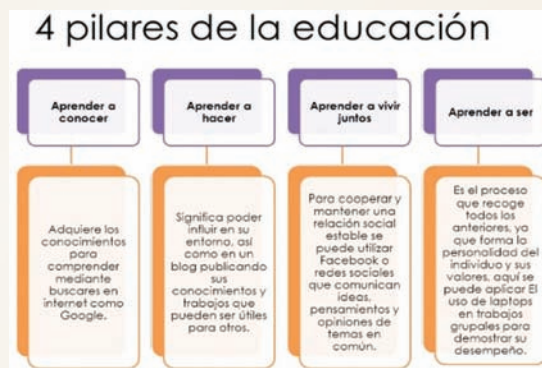 4 pilares de la educación
Aprender a
conocer
Adquiere los
conocimientos
para
comprender
mediante
buscares en
internet como
Google.
Aprender a
hacer
Significa poder
influir en su
entorno, así
como en un
blog publicando
sus
conocimientos y
trabajos que
pueden ser útiles
para otros.
Aprender a vivir
juntos
Para cooperar y
mantener una
relación social
estable se
puede utilizar
Facebook o
redes sociales
que comunican
ideas,
pensamientos y
opiniones de
temas en
común.
Aprender a ser
Es el proceso
que recoge
todos los
anteriores, ya
que forma la
personalidad del
individuo y sus
valores, aquí se
puede aplicar El
uso de laptops
en trabajos
grupales para
demostrar su
desempeño.